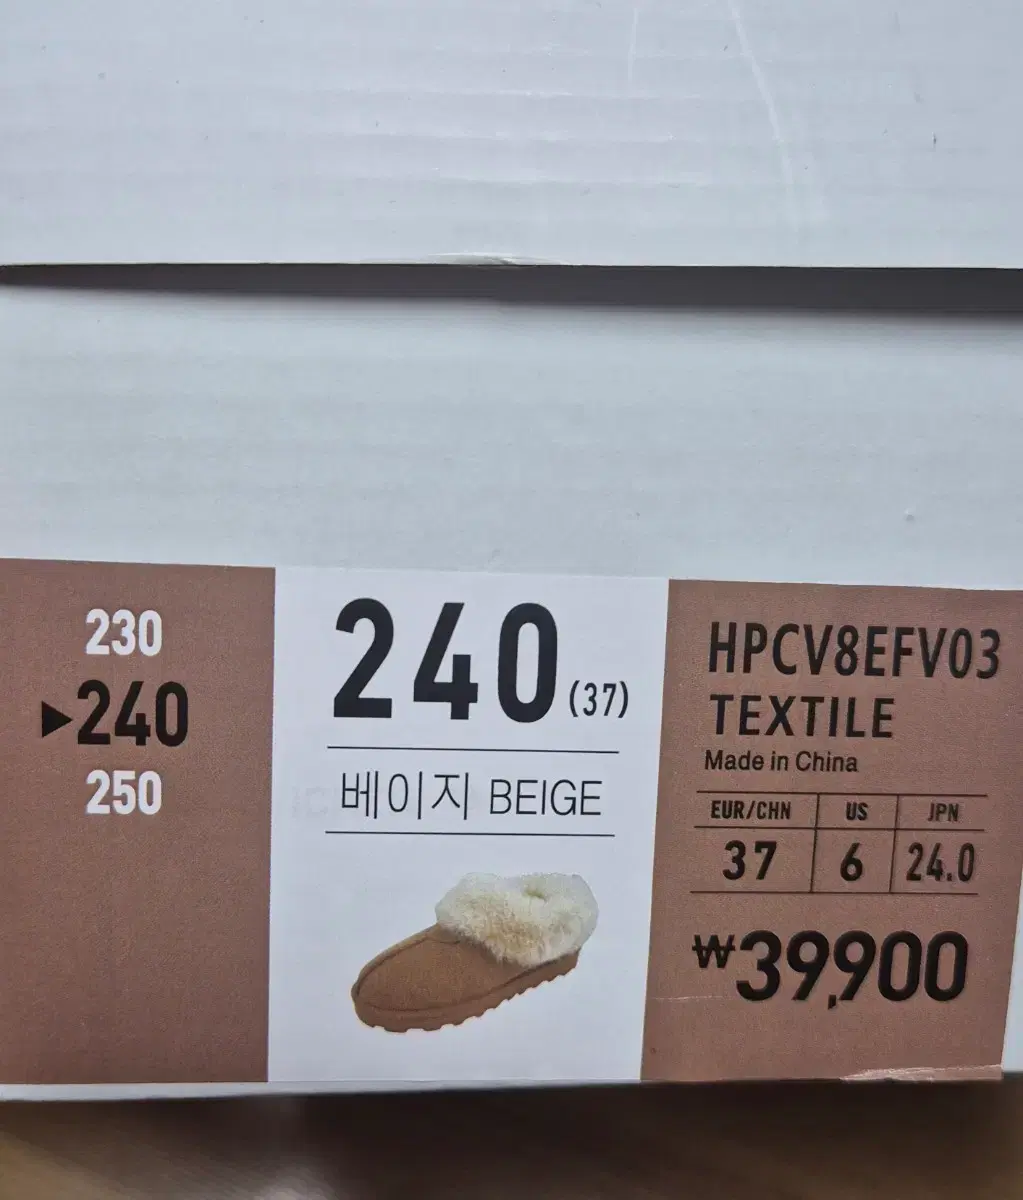 230
▶240
250
240 (37)
베이지 BEIGE
HPCV8EFV03
TEXTILE
Made in China
EUR/CHN US JPN
37 6 24.0
₩39,900